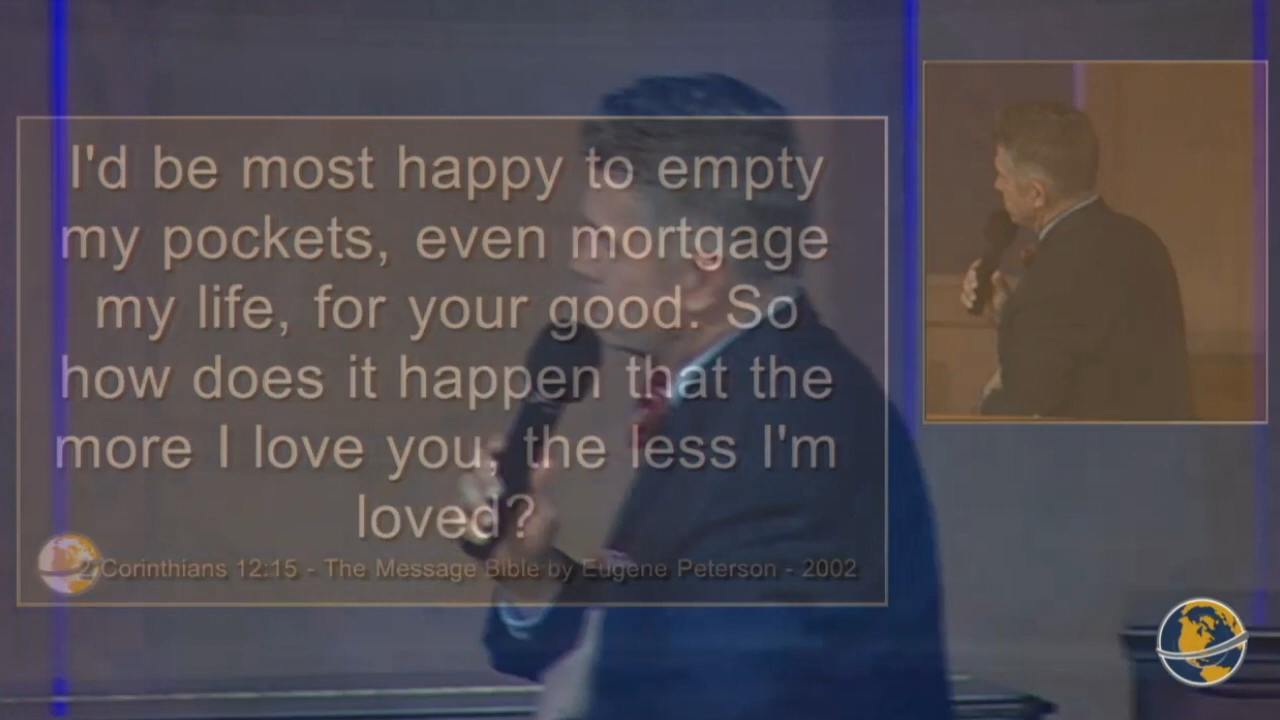 I'd be most happy to empty
my pockets, even mortgage
my life, for your good. So
how does it happen that the
more I love you, the less I'm
loved?
2 Corinthians 12:15 - The Message Bible by Eugene Peterson - 2002